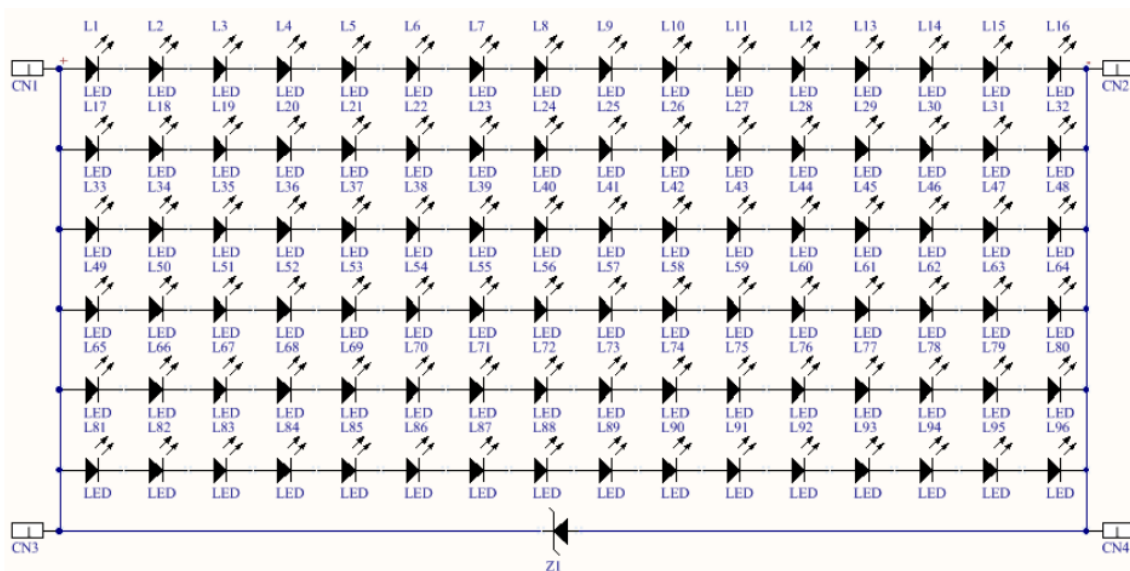 L1 L2 L3 L4 L5 L6 L7 L8 L9 L10 L11 L12 L13 L14 L15 L16
+ -
CN1 CN2
LED LED LED LED LED LED LED LED LED LED LED LED LED LED LED LED
L17 L18 L19 L20 L21 L22 L23 L24 L25 L26 L27 L28 L29 L30 L31 L32
LED LED LED LED LED LED LED LED LED LED LED LED LED LED LED LED
L33 L34 L35 L36 L37 L38 L39 L40 L41 L42 L43 L44 L45 L46 L47 L48
LED LED LED LED LED LED LED LED LED LED LED LED LED LED LED LED
L49 L50 L51 L52 L53 L54 L55 L56 L57 L58 L59 L60 L61 L62 L63 L64
LED LED LED LED LED LED LED LED LED LED LED LED LED LED LED LED
L65 L66 L67 L68 L69 L70 L71 L72 L73 L74 L75 L76 L77 L78 L79 L80
LED LED LED LED LED LED LED LED LED LED LED LED LED LED LED LED
L81 L82 L83 L84 L85 L86 L87 L88 L89 L90 L91 L92 L93 L94 L95 L96
LED LED LED LED LED LED LED LED LED LED LED LED LED LED LED LED
CN3 CN4
Z1